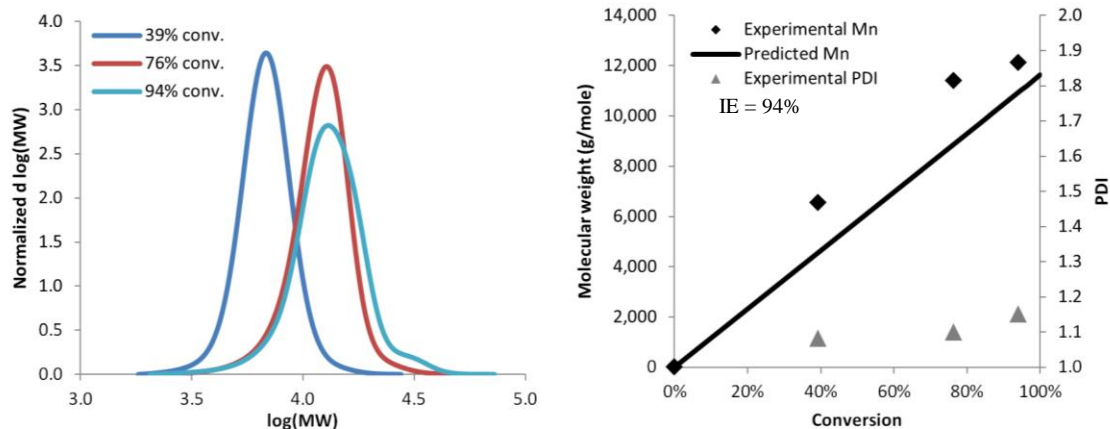 4.0
3.5
3.0
2.5
2.0
1.5
1.0
0.5
0.0
Normalized d log(MW)
39% conv.
76% conv.
94% conv.
3.0 3.5 4.0 4.5 5.0
log(MW)
14,000
12,000
10,000
8,000
6,000
4,000
2,000
0
Molecular weight (g/mole)
Experimental Mn
Predicted Mn
Experimental PDI
IE = 94%
2.0
1.9
1.8
1.7
1.6
1.5
1.4
1.3
1.2
1.1
1.0
PDI
0% 20% 40% 60% 80% 100%
Conversion